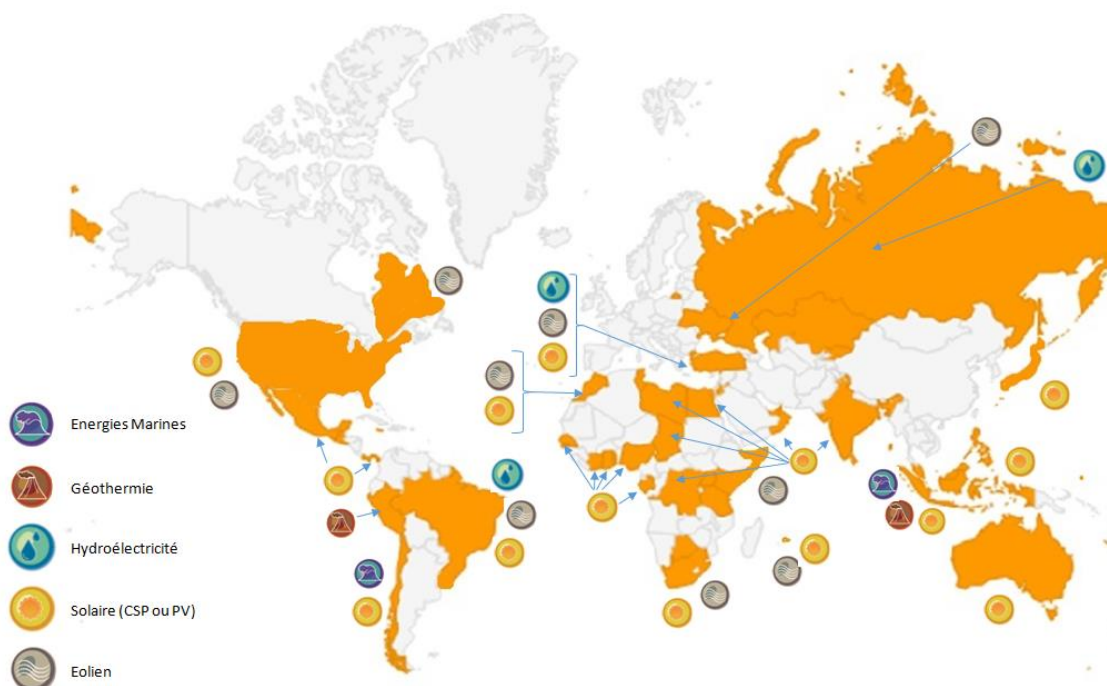 Energies Marines
Géothermie
Hydroélectricité
Solaire (CSP ou PV)
Eolien